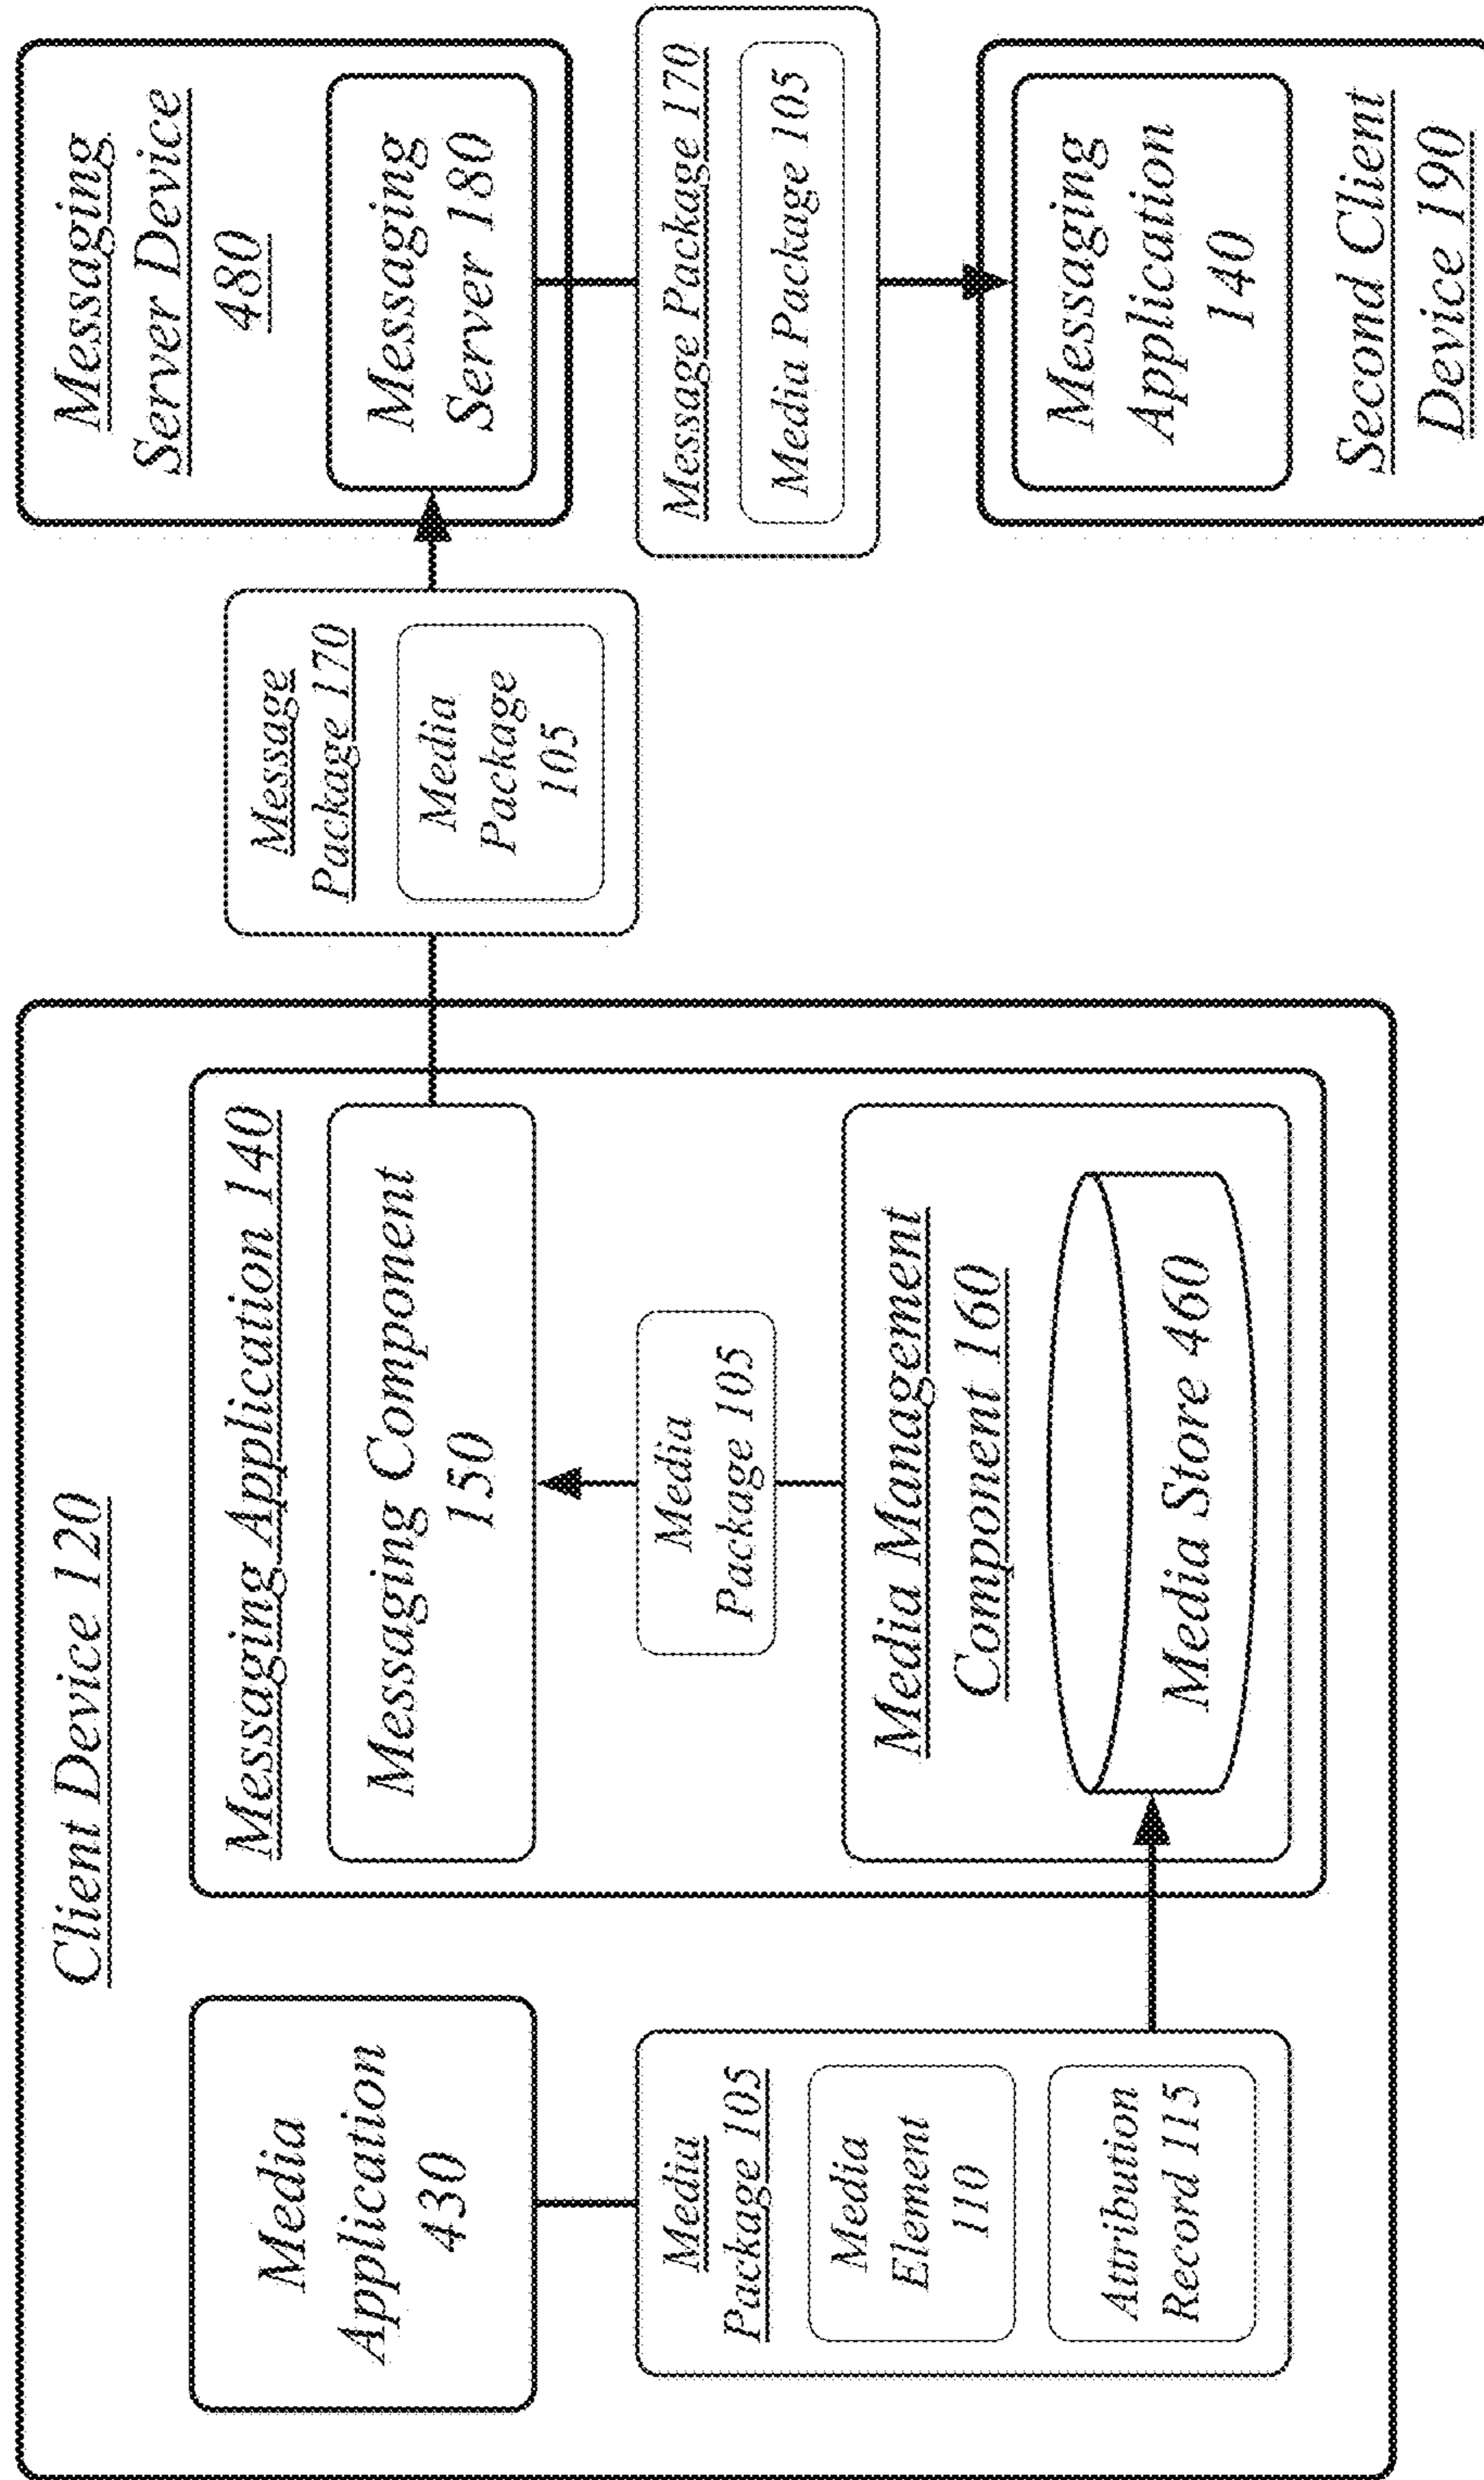 Client Device 120
Media
Application
430
Media
Package 105
Media
Element
110
Attribution
Record 115
Messaging Application 140
Messaging Component
150
Media
Package 105
Media Management
Component 160
Media Store 460
Message
Package 170
Media
Package
105
Messaging
Server Device
480
Messaging
Server 180
Message Package 170
Media Package 105
Messaging
Application
140
Second Client
Device 190